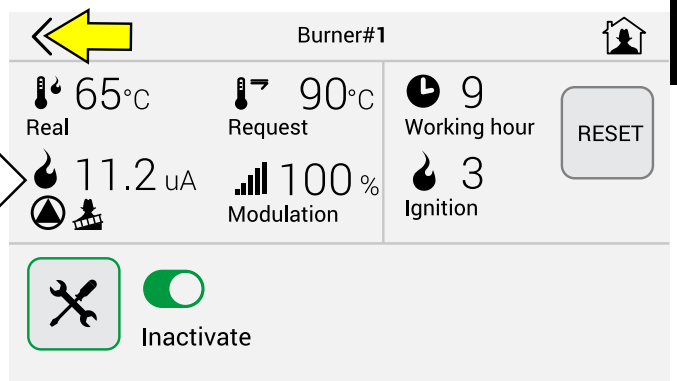 Burner#1
65°C
Real
90°C
Request
9
Working hour
RESET
11.2 uA
100 %
Modulation
3
Ignition
Inactivate